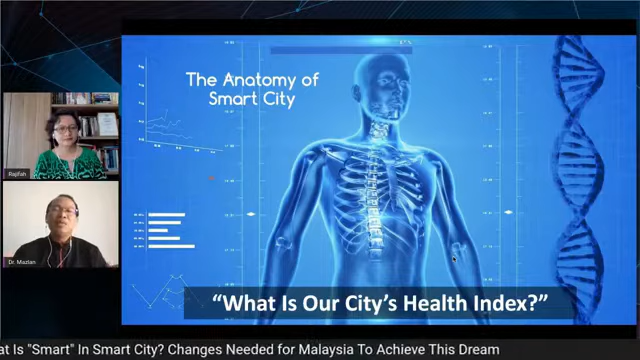 The Anatomy of
Smart City
Rajifah
Dr. Mazlan
"What Is Our City's Health Index?"
at Is "Smart" In Smart City? Changes Needed for Malaysia To Achieve This Dream